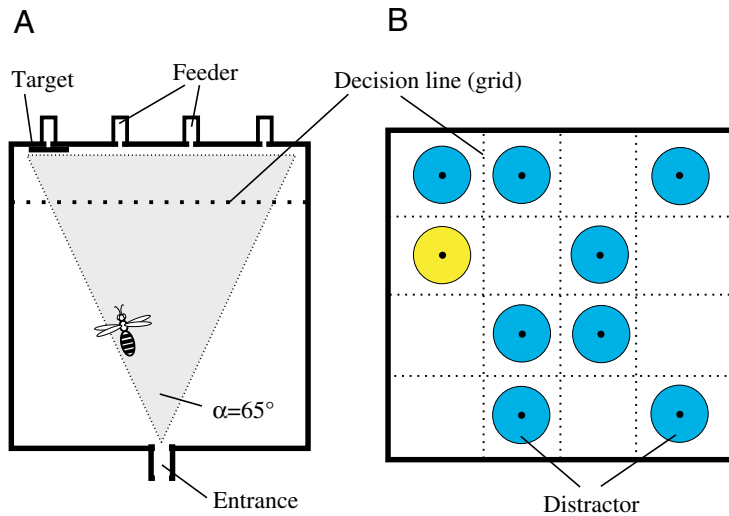 A
B
Target
Feeder
Decision line (grid)
α=65°
Entrance
Distractor